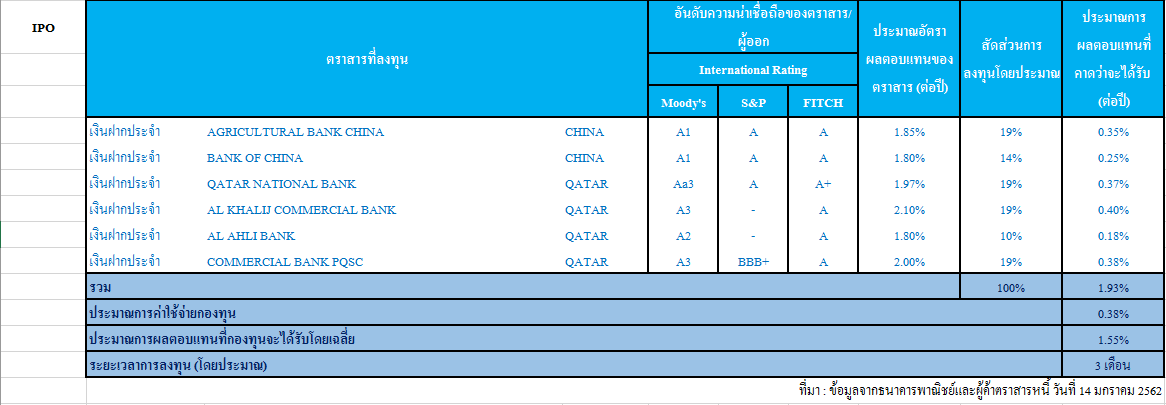 IPO
ตราสารที่ลงทุน
อันดับความน่าเชื่อถือของตราสาร/
ผู้ออก
International Rating
Moody's S&P FITCH
ประมาณอัตรา
ผลตอบแทนของ
ตราสาร (ต่อปี)
สัดส่วนการ
ลงทุนโดยประมาณ
ประมาณการ
ผลตอบแทนที่
คาดว่าจะได้รับ
(ต่อปี)
เงินฝากประจำ AGRICULTURAL BANK CHINA CHINA A1 A A 1.85% 19% 0.35%
เงินฝากประจำ BANK OF CHINA CHINA A1 A A 1.80% 14% 0.25%
เงินฝากประจำ QATAR NATIONAL BANK QATAR Aa3 A A+ 1.97% 19% 0.37%
เงินฝากประจำ AL KHALIJ COMMERCIAL BANK QATAR A3 - A 2.10% 19% 0.40%
เงินฝากประจำ AL AHLI BANK QATAR A2 - A 1.80% 10% 0.18%
เงินฝากประจำ COMMERCIAL BANK PQSC QATAR A3 BBB+ A 2.00% 19% 0.38%
รวม 100% 1.93%
ประมาณการค่าใช้จ่ายกองทุน 0.38%
ประมาณการผลตอบแทนที่กองทุนจะได้รับโดยเฉลี่ย 1.55%
ระยะเวลาการลงทุน (โดยประมาณ) 3 เดือน
ที่มา : ข้อมูลจากธนาคารพาณิชย์และผู้ค้าตราสารหนี้ วันที่ 14 มกราคม 2562